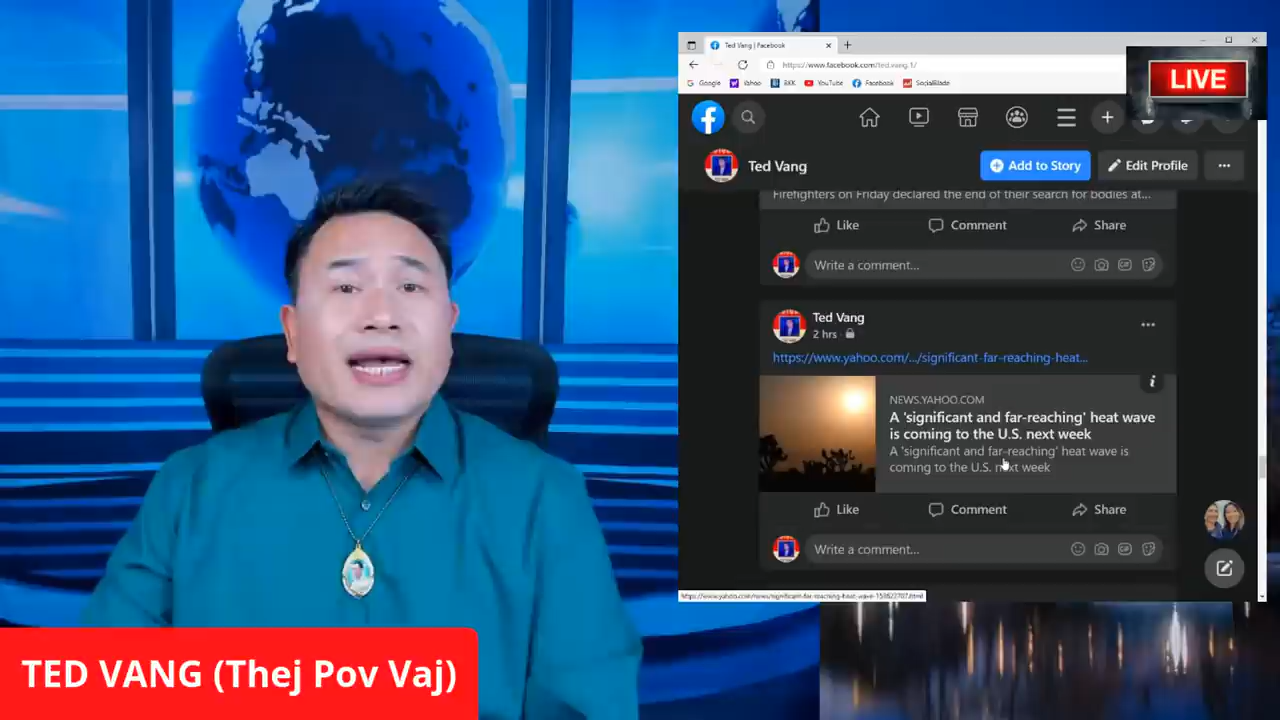 Ted Vang | Facebook
https://www.facebook.com/ted.vang.1/
Google
Yahoo
BKK
YouTube
Facebook
SocialBlade
LIVE
Ted Vang
Add to Story
Edit Profile
Firefighters on Friday declared the end of their search for bodies at...
Like
Comment
Share
Write a comment...
Ted Vang
2 hrs
https://www.yahoo.com/.../significant-far-reaching-heat...
NEWS.YAHOO.COM
A 'significant and far-reaching' heat wave
is coming to the U.S. next week
A 'significant and far-reaching' heat wave is
coming to the U.S. next week
Like
Comment
Share
Write a comment...
TED VANG (Thej Pov Vaj)